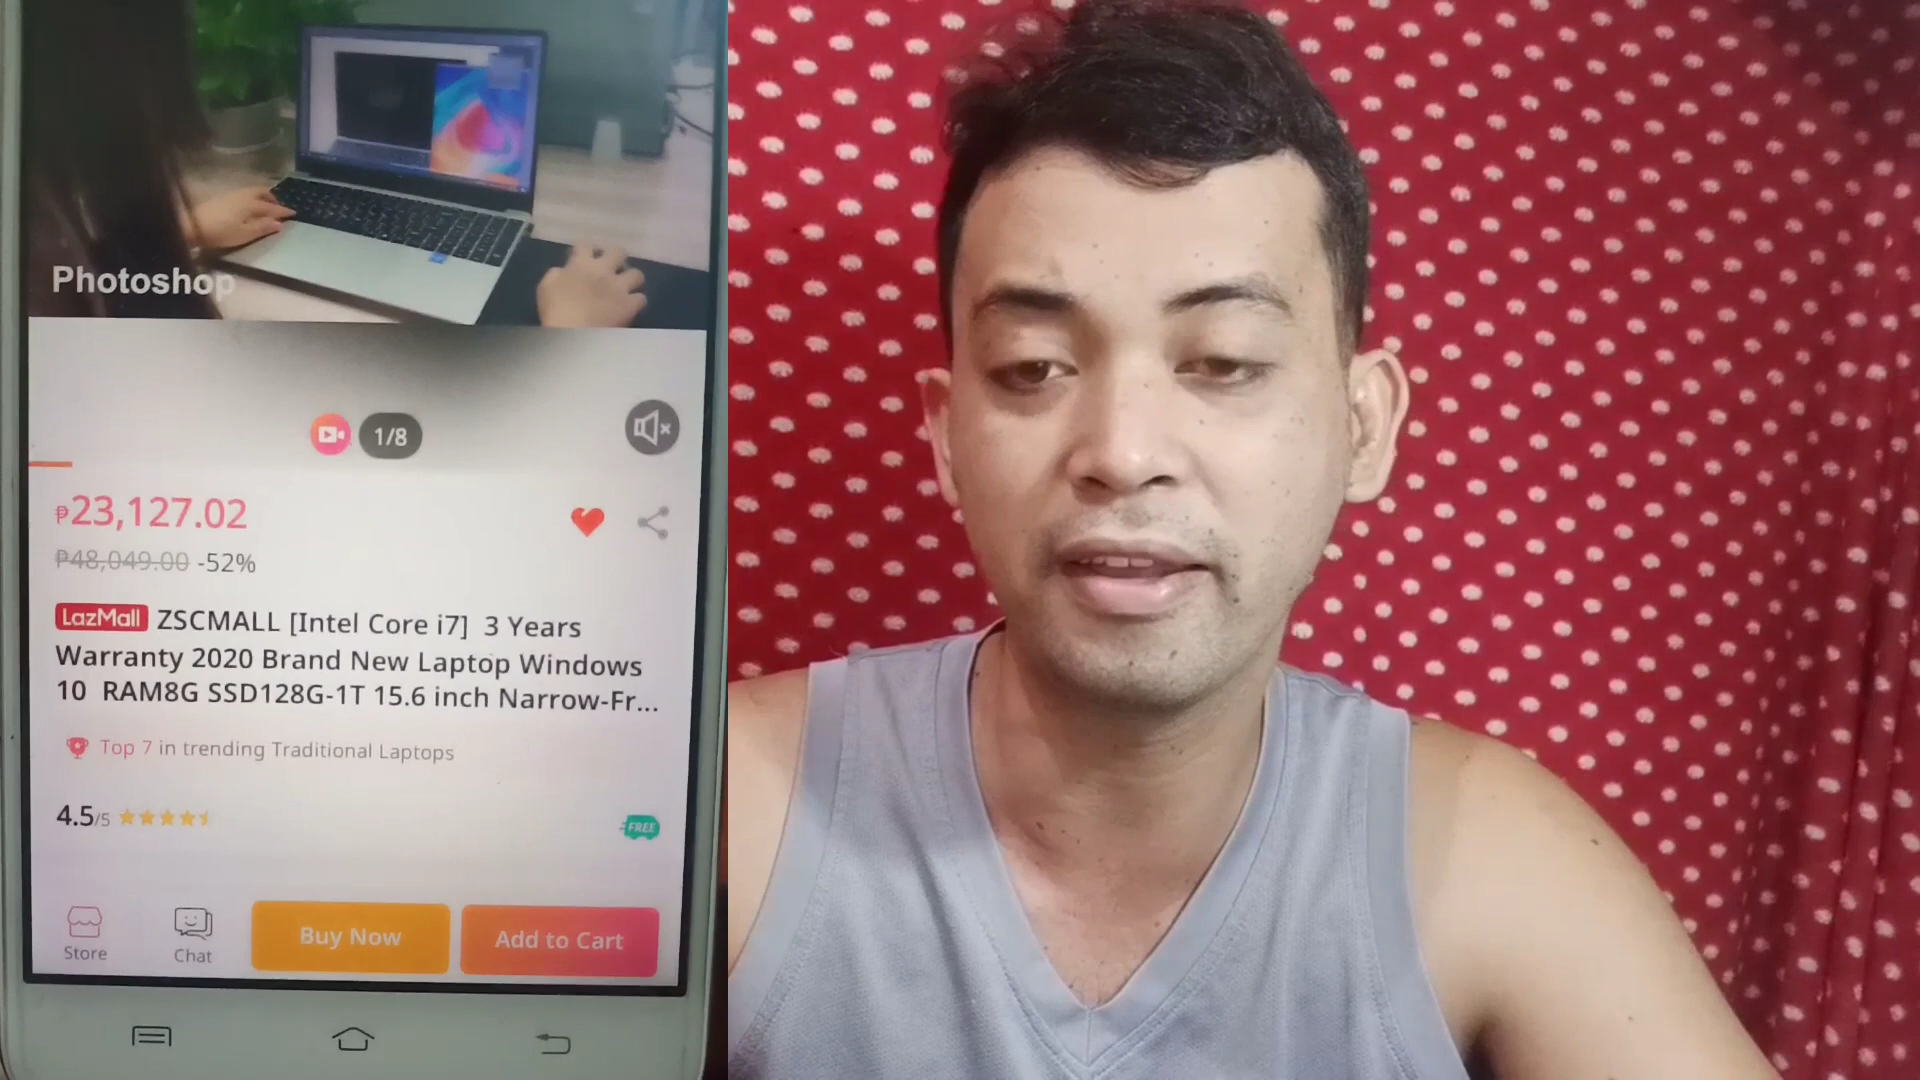 Photoshop
1/8
₱23,127.02
₱48,049.00 -52%
LazMall ZSCMALL [Intel Core i7] 3 Years
Warranty 2020 Brand New Laptop Windows
10 RAM8G SSD128G-1T 15.6 inch Narrow-Fr...
Top 7 in trending Traditional Laptops
4.5/5
FREE
Store
Chat
Buy Now
Add to Cart